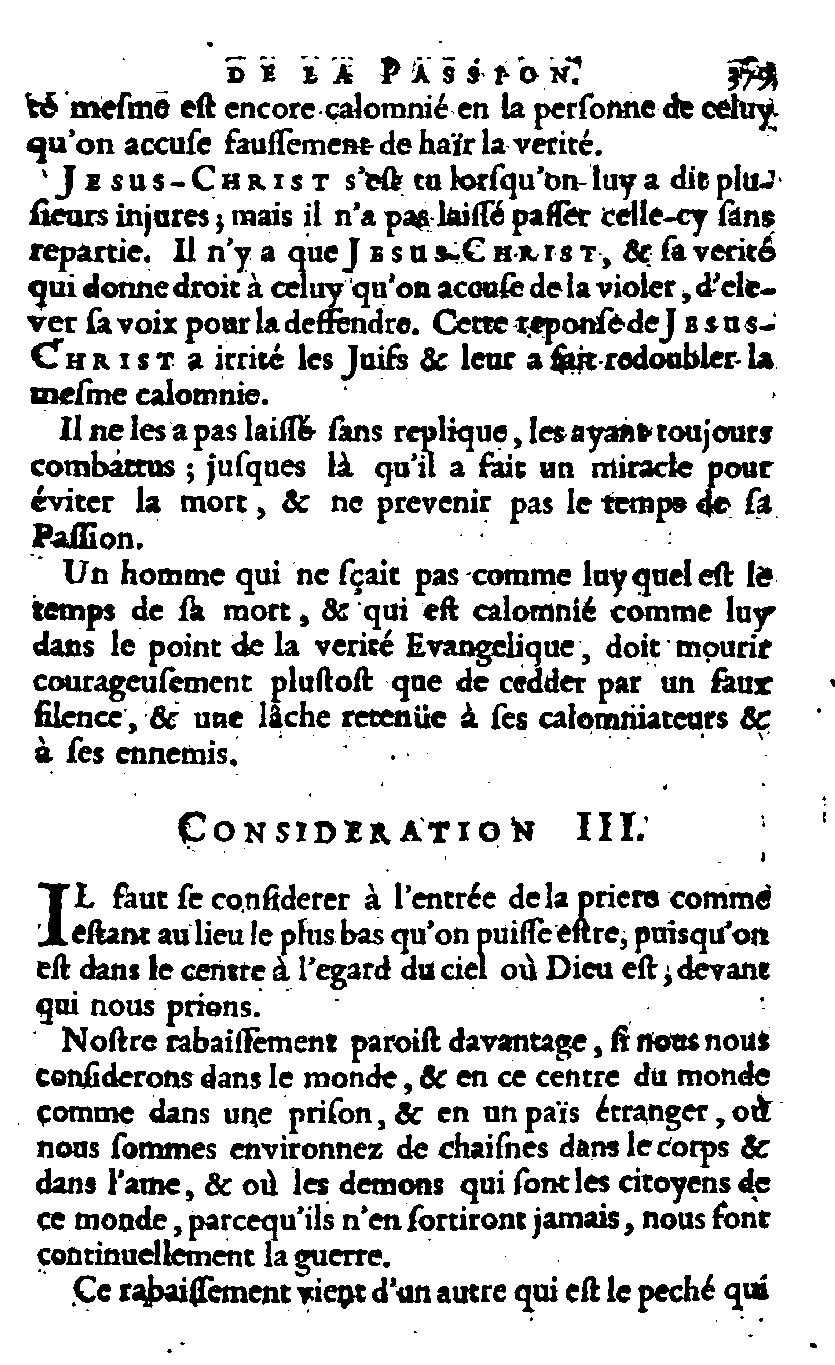 DE LA PASSION. 379
té meſme eſt encore calomnié en la perſonne de celuy
qu'on accuſe fauſſement de haïr la verité.
JESUS-CHRIST s'eſt tu lorſqu'on luy a dit plu-
ſieurs injures; mais il n'a pas laiſſé paſſer celle-cy ſans
repartie. Il n'y a que JESUS-CHRIST, & ſa verité
qui donne droit à celuy qu'on accuſe de la violer, d'ele-
ver ſa voix pour la deffendre. Cette reponſe de JESUS-
CHRIST a irrité les Juifs & leur a fait redoubler la
meſme calomnie.
Il ne les a pas laiſſé ſans replique, les ayant toujours
combattus; juſques là qu'il a fait un miracle pour
éviter la mort, & ne prevenir pas le temps de ſa
Paſſion.
Un homme qui ne ſçait pas comme luy quel eſt le
temps de ſa mort, & qui eſt calomnié comme luy
dans le point de la verité Evangelique, doit mourir
courageuſement pluſtoſt que de cedder par un faux
ſilence, & une lâche retenüe à ſes calomniateurs &
à ſes ennemis.
CONSIDERATION III.
IL faut ſe conſiderer à l'entrée de la priere comme
eſtant au lieu le plus bas qu'on puiſſe eſtre, puisqu'on
eſt dans le centre à l'egard du ciel où Dieu eſt, devant
qui nous prions.
Noſtre rabaiſſement paroiſt davantage, ſi nous nous
conſiderons dans le monde, & en ce centre du monde
comme dans une priſon, & en un païs étranger, où
nous ſommes environnez de chaiſnes dans le corps &
dans l'ame, & où les demons qui ſont les citoyens de
ce monde, parcequ'ils n'en ſortiront jamais, nous font
continuellement la guerre.
Ce rabaiſſement vient d'un autre qui eſt le peché qui